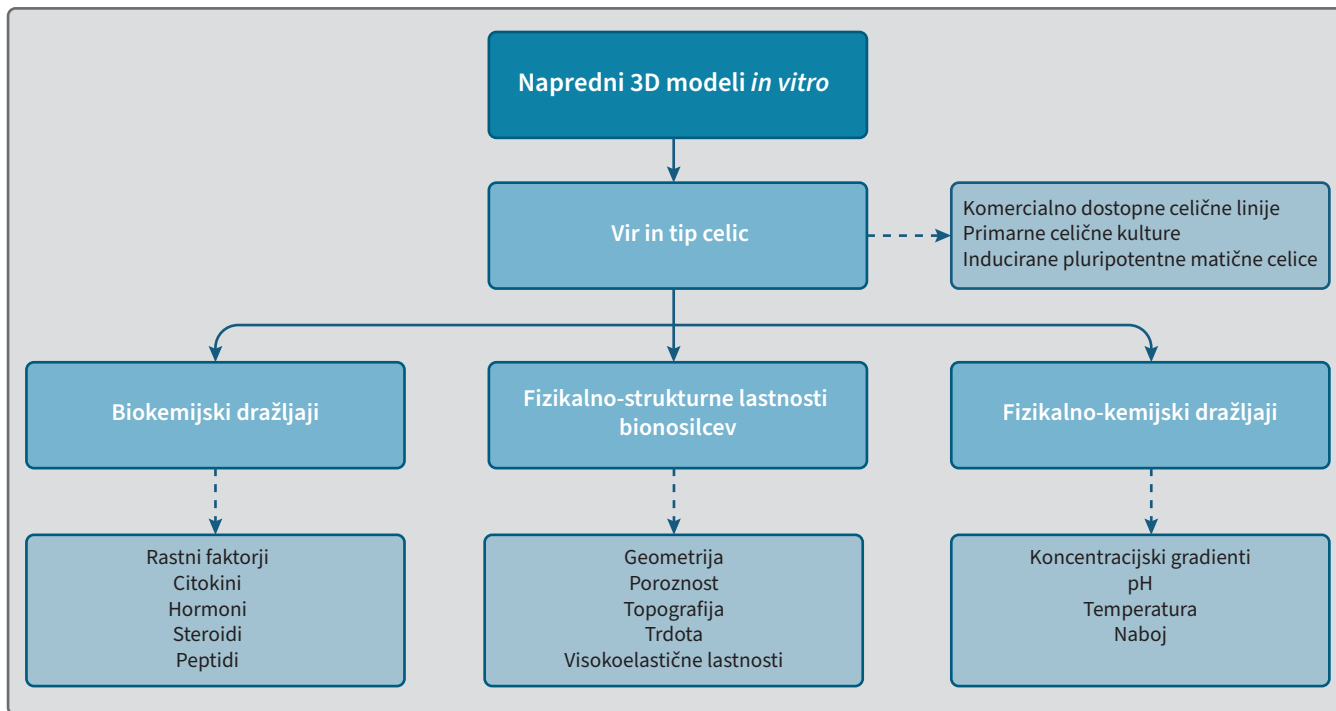 Napredni 3D modeli in vitro
Vir in tip celic
Komercialno dostopne celične linije
Primarne celične kulture
Inducirane pluripotentne matične celice
Biokemijski dražljaji
Fizikalno-strukturne lastnosti
bionosilcev
Fizikalno-kemijski dražljaji
Rastni faktorji
Citokini
Hormoni
Steroidi
Peptidi
Geometrija
Poroznost
Topografija
Trdota
Visokoelastične lastnosti
Koncentracijski gradienti
pH
Temperatura
Naboj